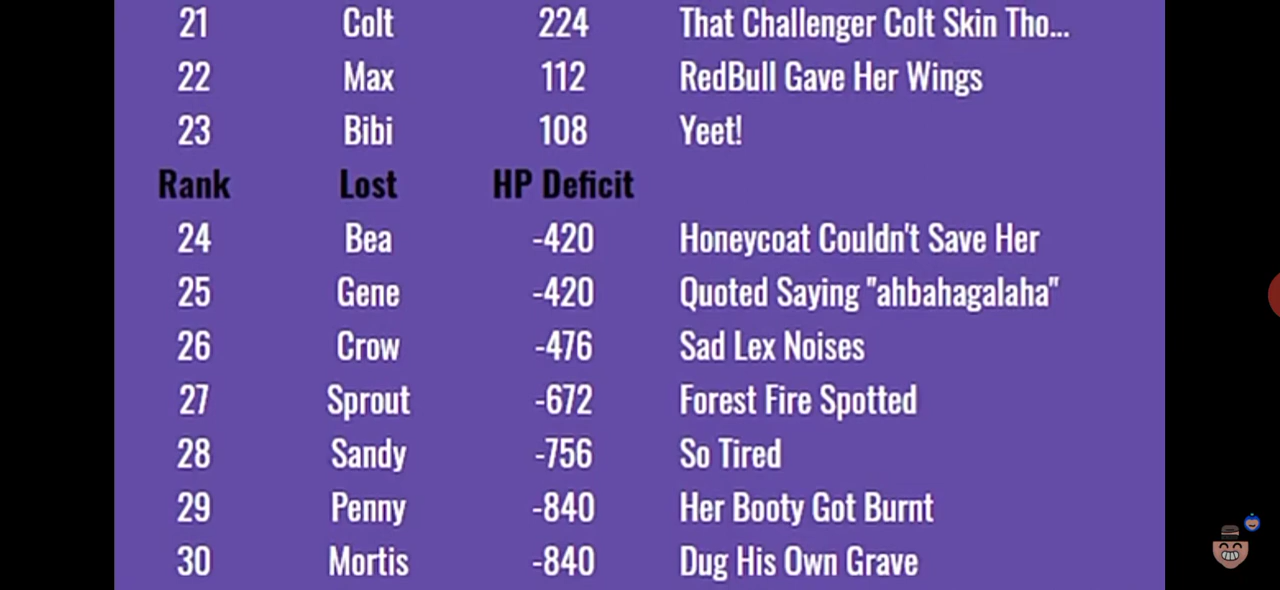 21 Colt 224 That Challenger Colt Skin Tho...
22 Max 112 RedBull Gave Her Wings
23 Bibi 108 Yeet!
Rank Lost HP Deficit
24 Bea -420 Honeycoat Couldn't Save Her
25 Gene -420 Quoted Saying "ahbahagalaha"
26 Crow -476 Sad Lex Noises
27 Sprout -672 Forest Fire Spotted
28 Sandy -756 So Tired
29 Penny -840 Her Booty Got Burnt
30 Mortis -840 Dug His Own Grave